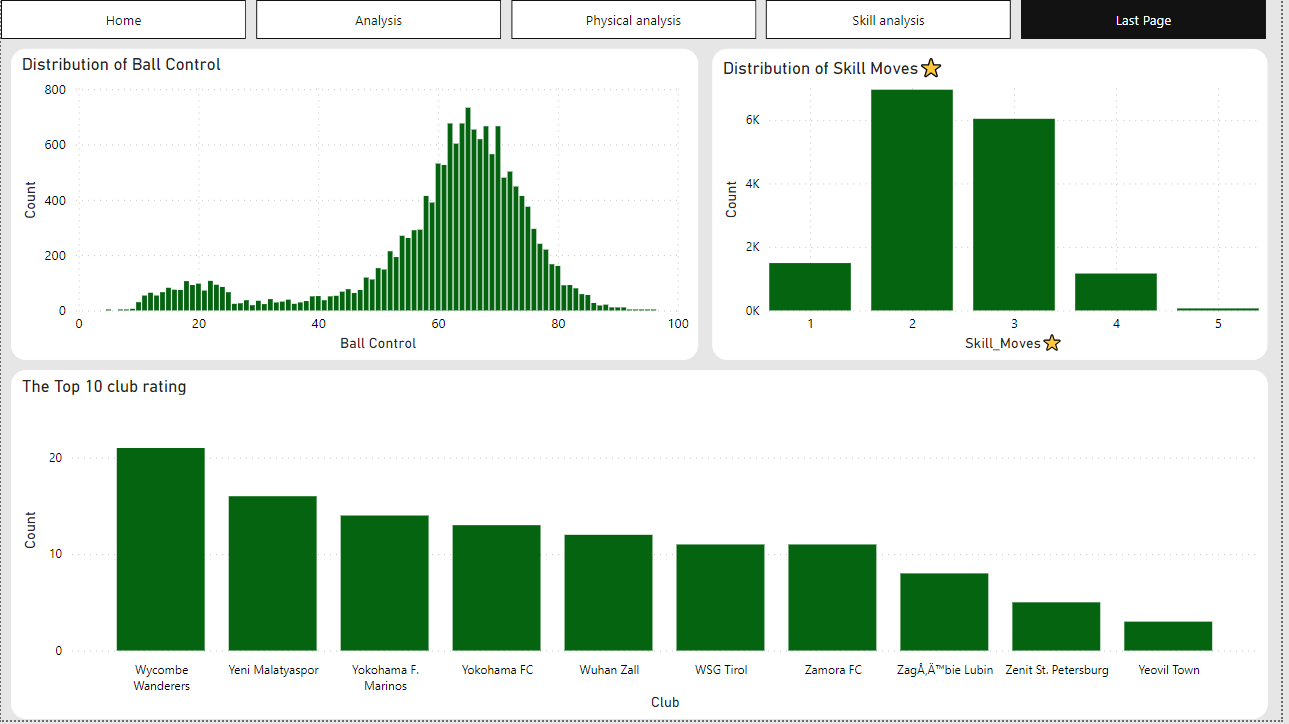 Home Analysis Physical analysis Skill analysis Last Page
Distribution of Ball Control
800
600
400
200
0
Count
0 20 40 60 80 100
Ball Control
Distribution of Skill Moves⭐
6K
4K
2K
0K
Count
1 2 3 4 5
Skill_Moves⭐
The Top 10 club rating
20
10
0
Count
Wycombe Wanderers
Yeni Malatyaspor
Yokohama F. Marinos
Yokohama FC
Wuhan Zall
WSG Tirol
Zamora FC
ZagÅ‚Ä™bie Lubin
Zenit St. Petersburg
Yeovil Town
Club